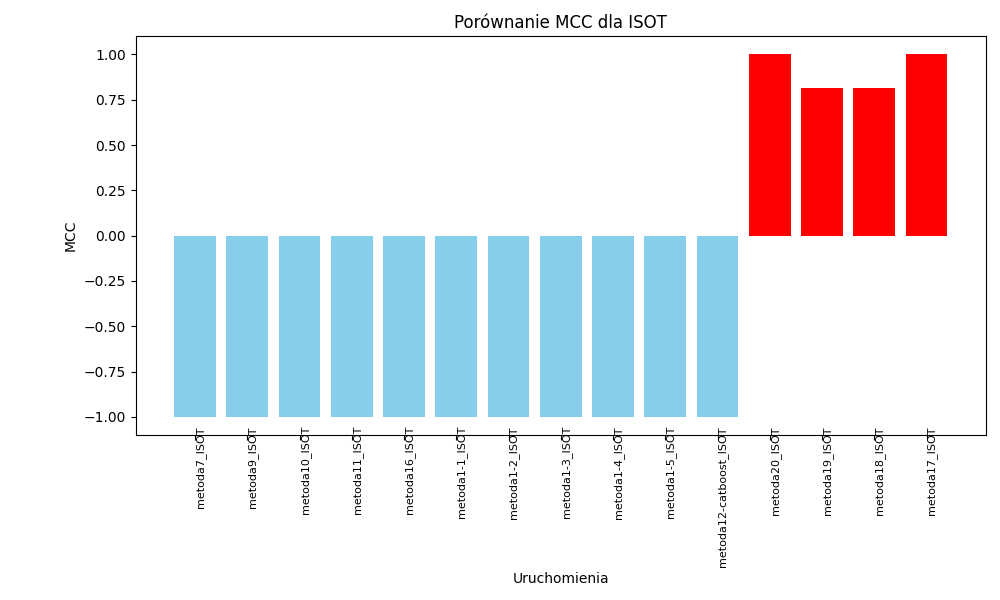 Porównanie MCC dla ISOT
MCC
1.00
0.75
0.50
0.25
0.00
−0.25
−0.50
−0.75
−1.00
metoda7_ISOT
metoda9_ISOT
metoda10_ISOT
metoda11_ISOT
metoda16_ISOT
metoda1-1_ISOT
metoda1-2_ISOT
metoda1-3_ISOT
metoda1-4_ISOT
metoda1-5_ISOT
metoda12-catboost_ISOT
metoda20_ISOT
metoda19_ISOT
metoda18_ISOT
metoda17_ISOT
Uruchomienia